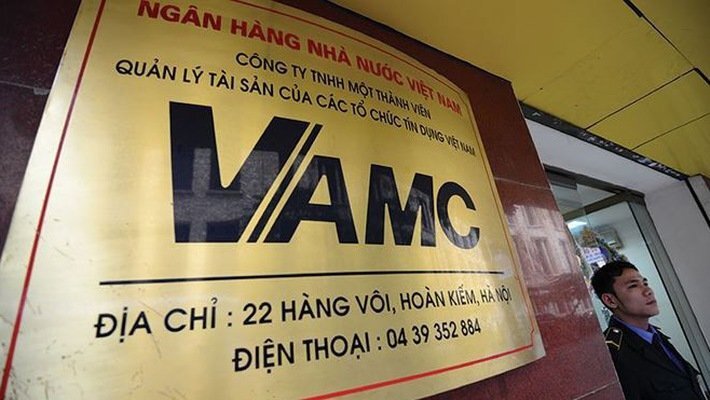 NGÂN HÀNG NHÀ NƯỚC VIỆT NAM
CÔNG TY TNHH MỘT THÀNH VIÊN
QUẢN LÝ TÀI SẢN CỦA CÁC TỔ CHỨC TÍN DỤNG VIỆT NAM
VAMC
ĐỊA CHỈ : 22 HÀNG VÔI, HOÀN KIẾM, HÀ NỘI
ĐIỆN THOẠI : 04 39 352 884